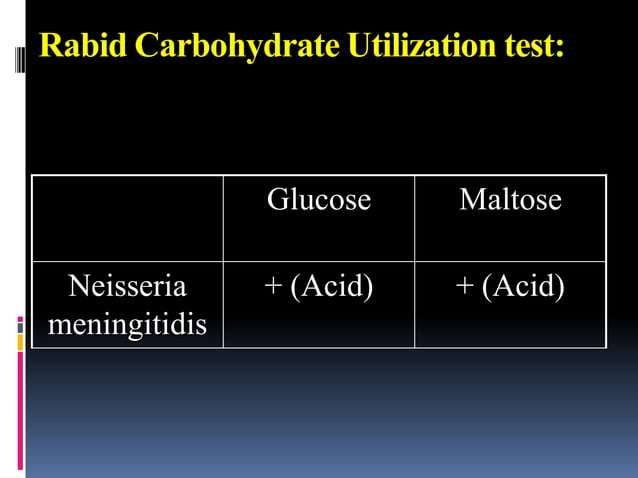 Rabid Carbohydrate Utilization test:
Glucose
Maltose
Neisseria
meningitidis
+ (Acid)
+ (Acid)